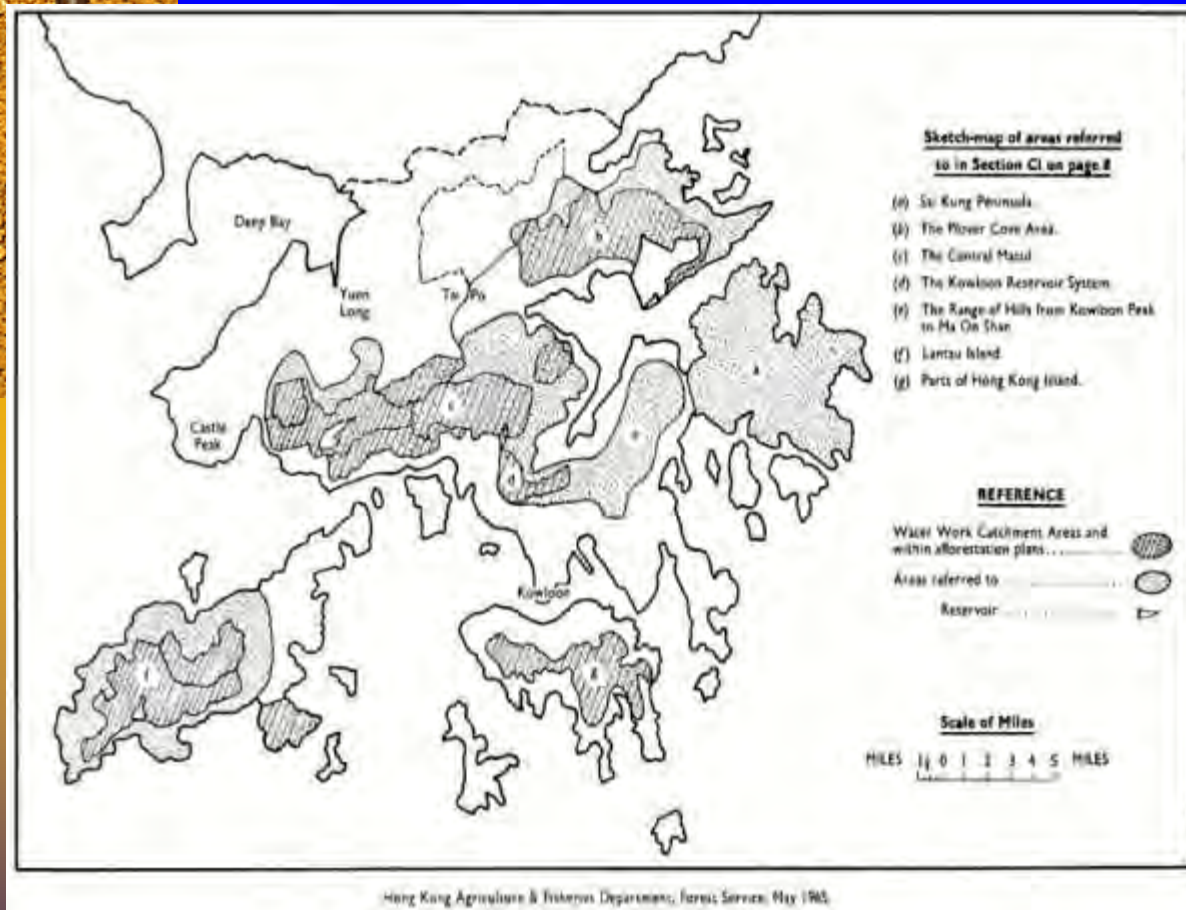 Sketch-map of areas referred
to in Section CI on page 8
(a) Sai Kung Peninsula.
(b) The Plover Cove Area.
(c) The Central Massif
(d) The Kowloon Reservoir System
(e) The Range of Hills from Kowloon Peak
to Ma On Shan
(f) Lantau Island
(g) Parts of Hong Kong Island.
Deep Bay
Yuen
Long
Tai Po
Castle
Peak
Kowloon
b
a
c
e
d
f
g
REFERENCE
Water Work Catchment Areas and
within afforestation plans
Areas referred to
Reservoir
Scale of Miles
MILES 0 1 2 3 4 5 MILES
Hong Kong Agriculture & Fisheries Department, Forest Service, May 1965.